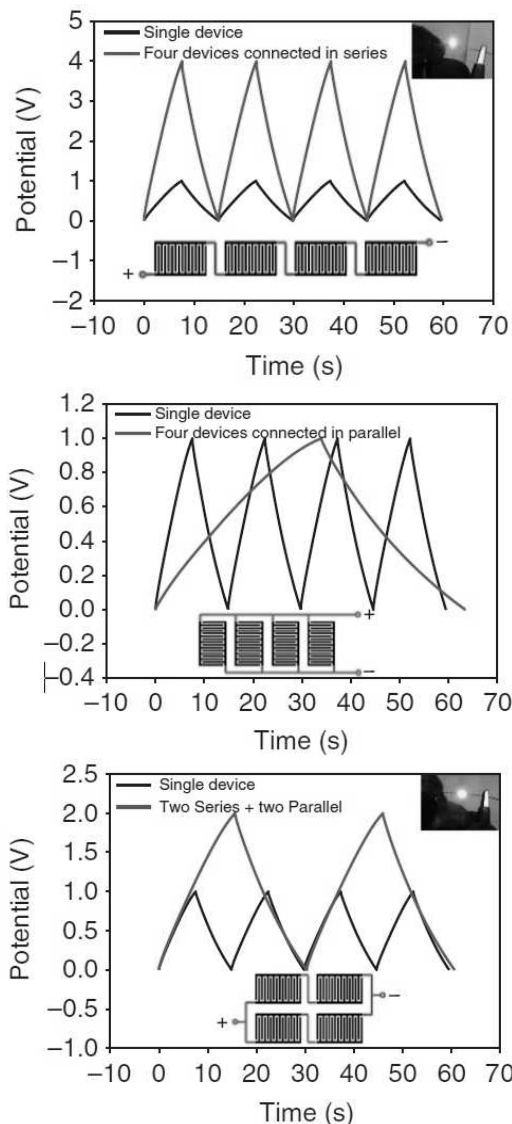 5
Single device
Four devices connected in series
4
3
2
1
0
–1
–2
+
–
–10 0 10 20 30 40 50 60 70
Potential (V)
Time (s)
1.2
Single device
Four devices connected in parallel
1.0
0.8
0.6
0.4
0.2
0.0
–0.2
–0.4
+
–
–10 0 10 20 30 40 50 60 70
Potential (V)
Time (s)
2.5
Single device
Two Series + two Parallel
2.0
1.5
1.0
0.5
0.0
–0.5
–1.0
+
–
–10 0 10 20 30 40 50 60 70
Potential (V)
Time (s)